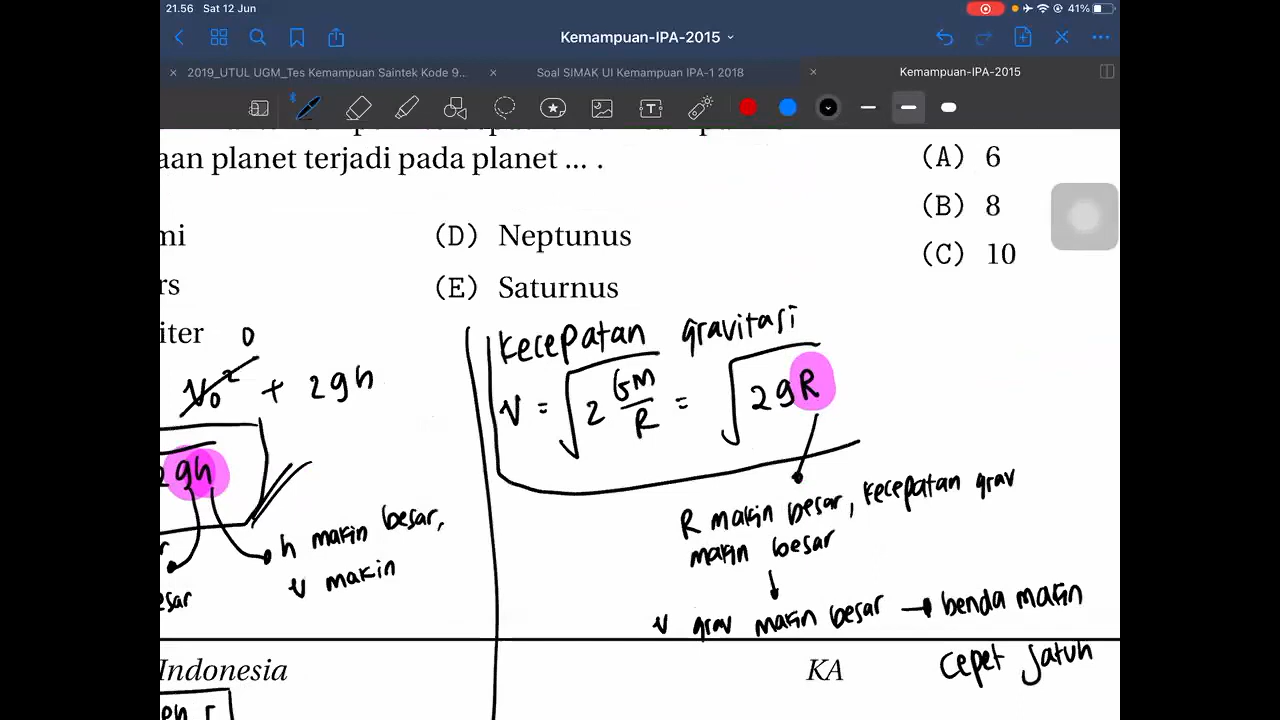 21.56 Sat 12 Jun
41%
Kemampuan-IPA-2015
2019_UTUL UGM_Tes Kemampuan Saintek Kode 9...
Soal SIMAK UI Kemampuan IPA-1 2018
Kemampuan-IPA-2015
aan planet terjadi pada planet ... .
mi
rs
iter
(D) Neptunus
(E) Saturnus
(A) 6
(B) 8
(C) 10
0
v₀² + 2gh
2gh
h makin besar,
v makin
esar
kecepatan gravitasi
v = √2 GM/R = √2gR
R makin besar, kecepatan grav
makin besar
v grav makin besar → benda makin
cepet jatuh
Indonesia
KA